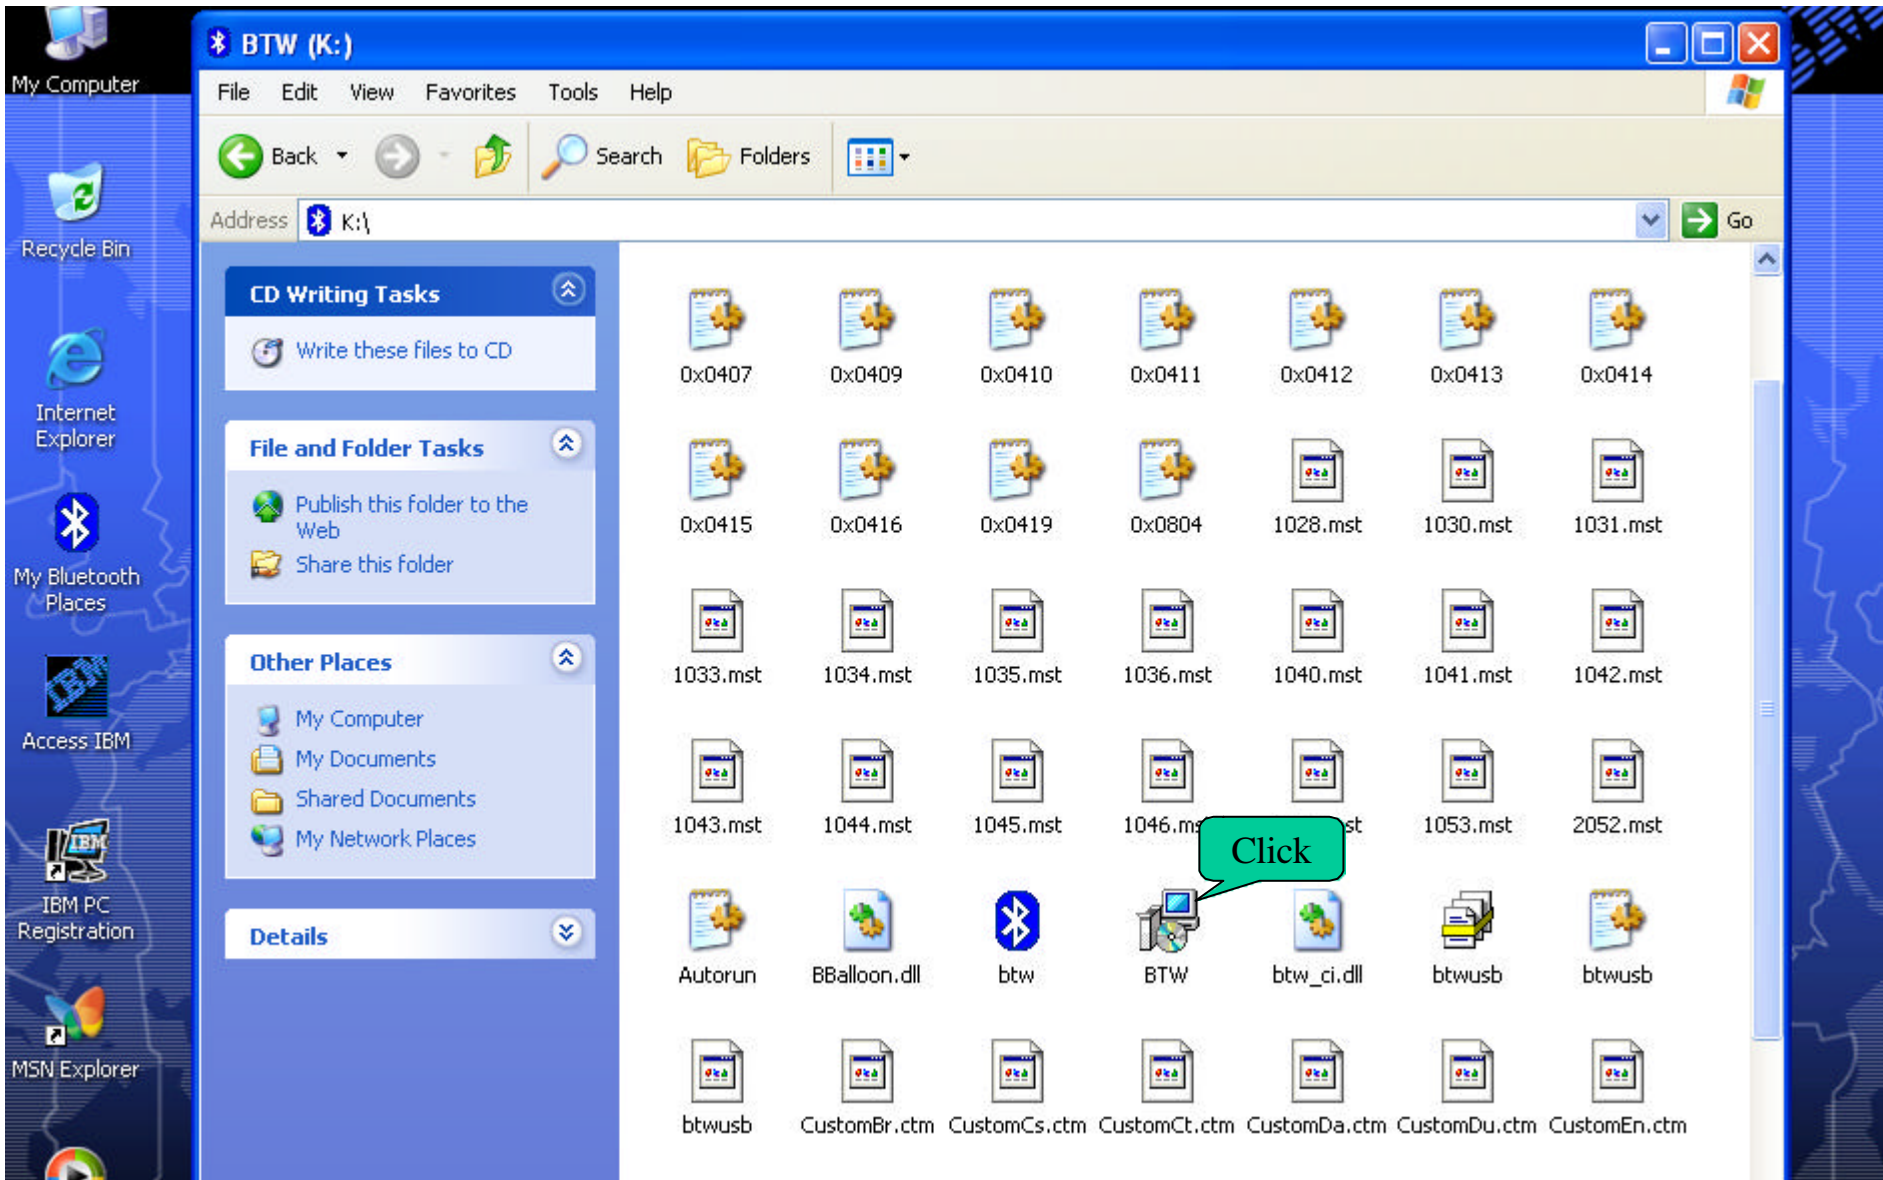 My Computer
Recycle Bin
Internet
Explorer
My Bluetooth
Places
IBM
Access IBM
IBM
IBM PC
Registration
MSN Explorer
BTW (K:)
File Edit View Favorites Tools Help
Back Search Folders
Address K:\ Go
CD Writing Tasks
Write these files to CD
File and Folder Tasks
Publish this folder to the
Web
Share this folder
Other Places
My Computer
My Documents
Shared Documents
My Network Places
Details
0x0407 0x0409 0x0410 0x0411 0x0412 0x0413 0x0414
0x0415 0x0416 0x0419 0x0804 1028.mst 1030.mst 1031.mst
1033.mst 1034.mst 1035.mst 1036.mst 1040.mst 1041.mst 1042.mst
1043.mst 1044.mst 1045.mst 1046.ms st 1053.mst 2052.mst
Click
Autorun BBalloon.dll btw BTW btw_ci.dll btwusb btwusb
btwusb CustomBr.ctm CustomCs.ctm CustomCt.ctm CustomDa.ctm CustomDu.ctm CustomEn.ctm